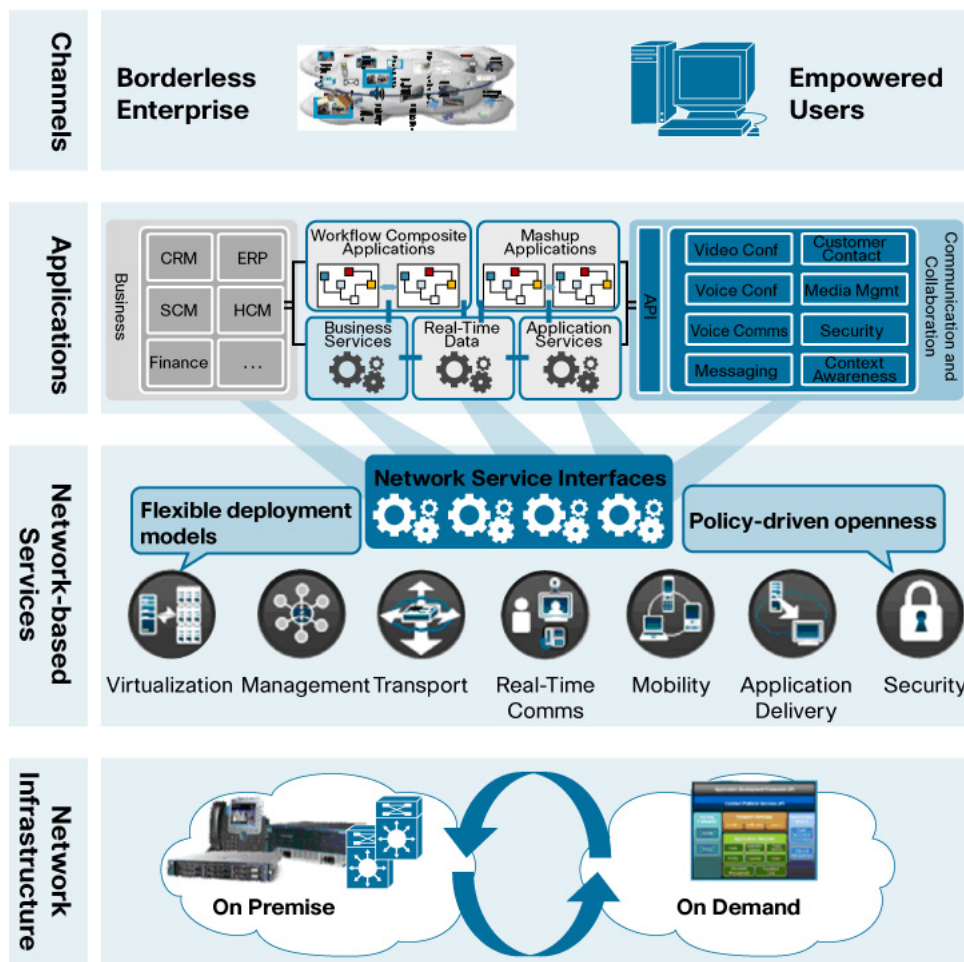 Channels
Borderless
Enterprise
Empowered
Users
Applications
Business
CRM
ERP
SCM
HCM
Finance
...
Workflow Composite
Applications
Mashup
Applications
Business
Services
Real-Time
Data
Application
Services
API
Video Conf
Customer
Contact
Voice Conf
Media Mgmt
Voice Comms
Security
Messaging
Context
Awareness
Communication and
Collaboration
Network-based
Services
Network Service Interfaces
Flexible deployment
models
Policy-driven openness
Virtualization
Management
Transport
Real-Time
Comms
Mobility
Application
Delivery
Security
Network
Infrastructure
On Premise
On Demand